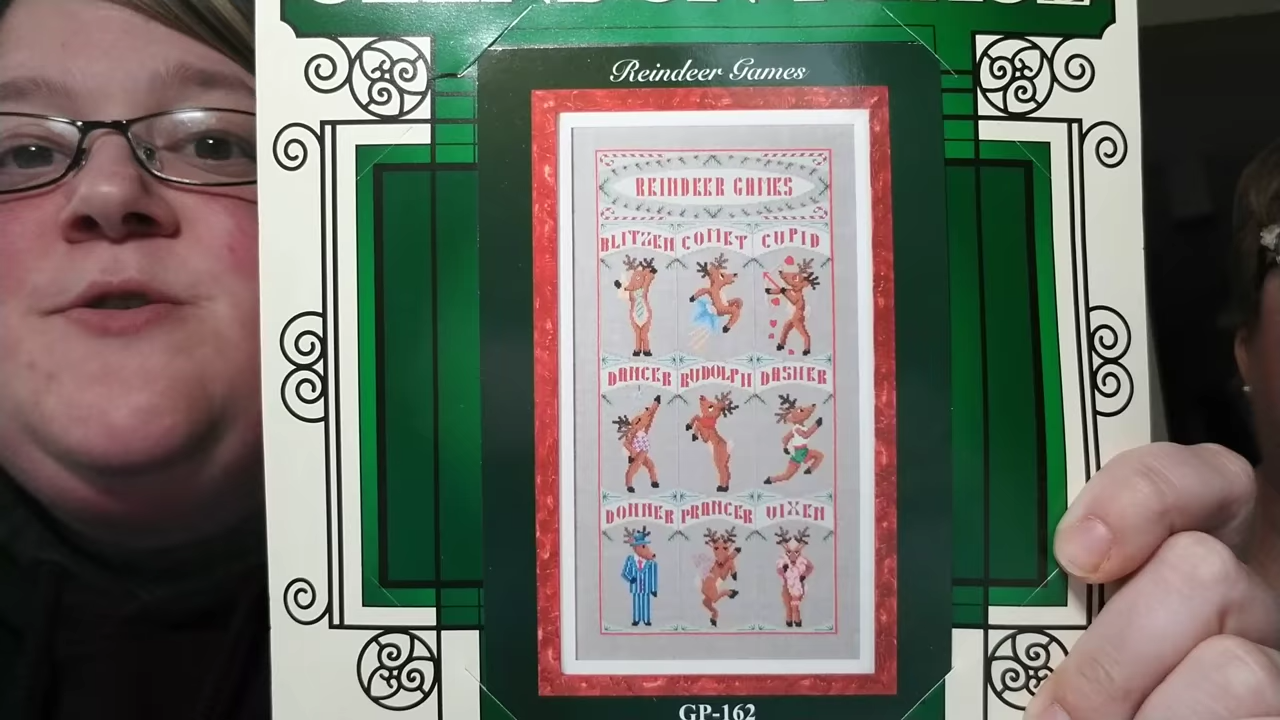 Reindeer Games
REINDEER GAMES
BLITZEN COMET CUPID
DANCER RUDOLPH DASHER
DONNER PRANCER VIXEN
GP-162